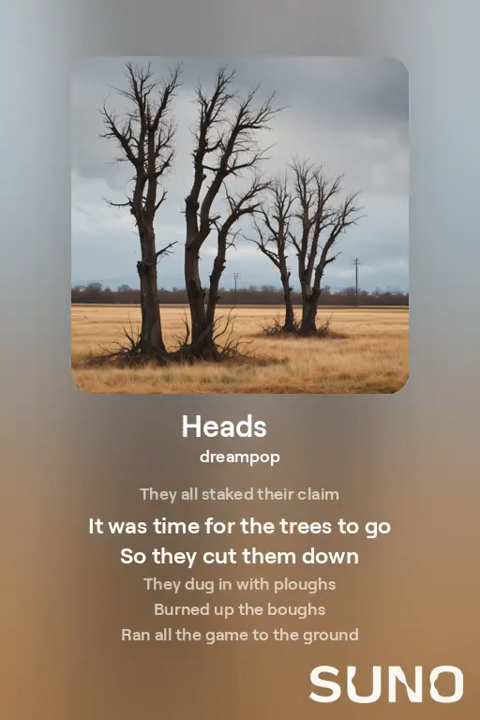 Heads
dreampop
They all staked their claim
It was time for the trees to go
So they cut them down
They dug in with ploughs
Burned up the boughs
Ran all the game to the ground
SUNO